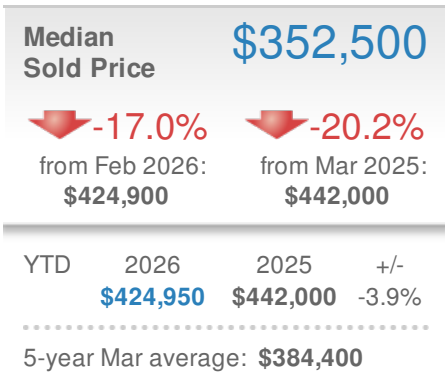 Median
Sold Price
$352,500
-17.0% -20.2%
from Feb 2026: from Mar 2025:
$424,900 $442,000
YTD 2026 2025 +/-
$424,950 $442,000 -3.9%
5-year Mar average: $384,400